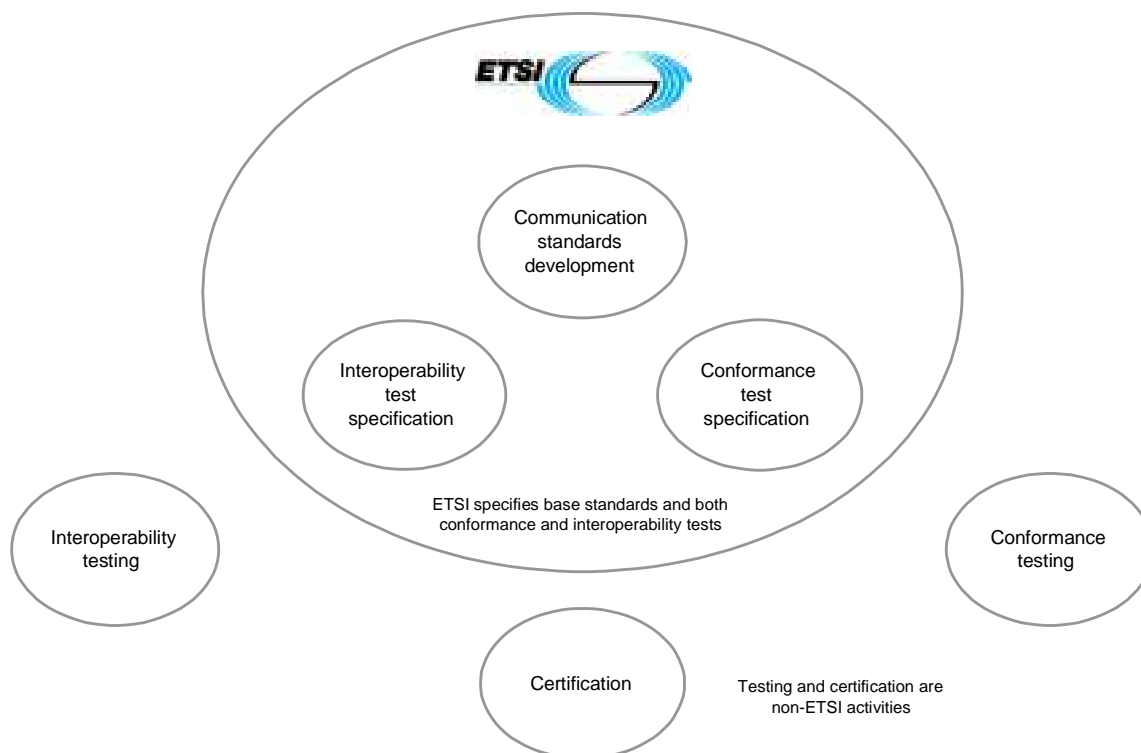 ETSI
Communication
standards
development
Interoperability
test
specification
Conformance
test
specification
ETSI specifies base standards and both
conformance and interoperability tests
Interoperability
testing
Conformance
testing
Certification
Testing and certification are
non-ETSI activities